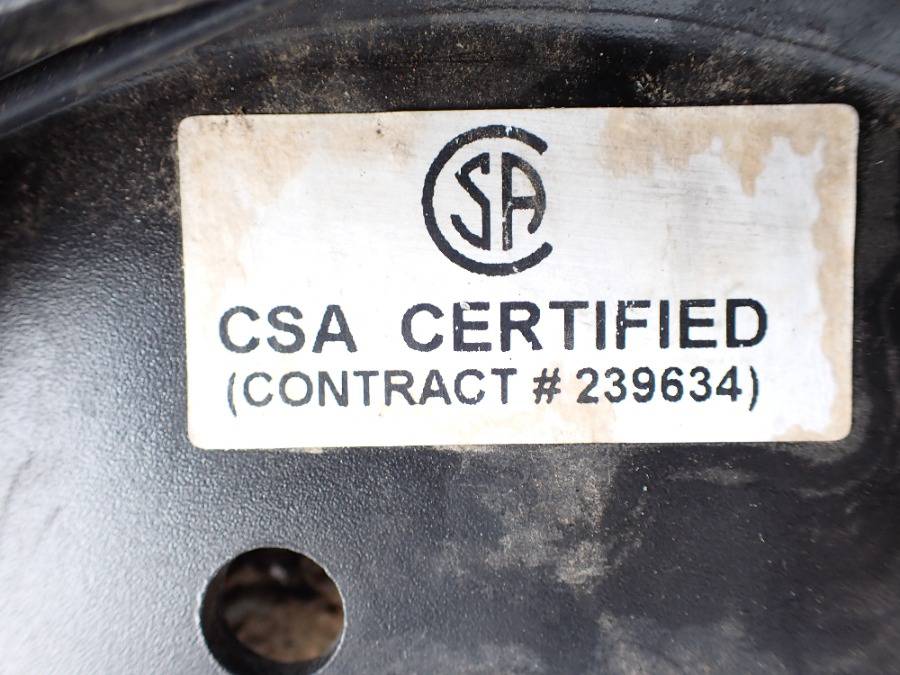 CSA
CSA CERTIFIED
(CONTRACT # 239634)